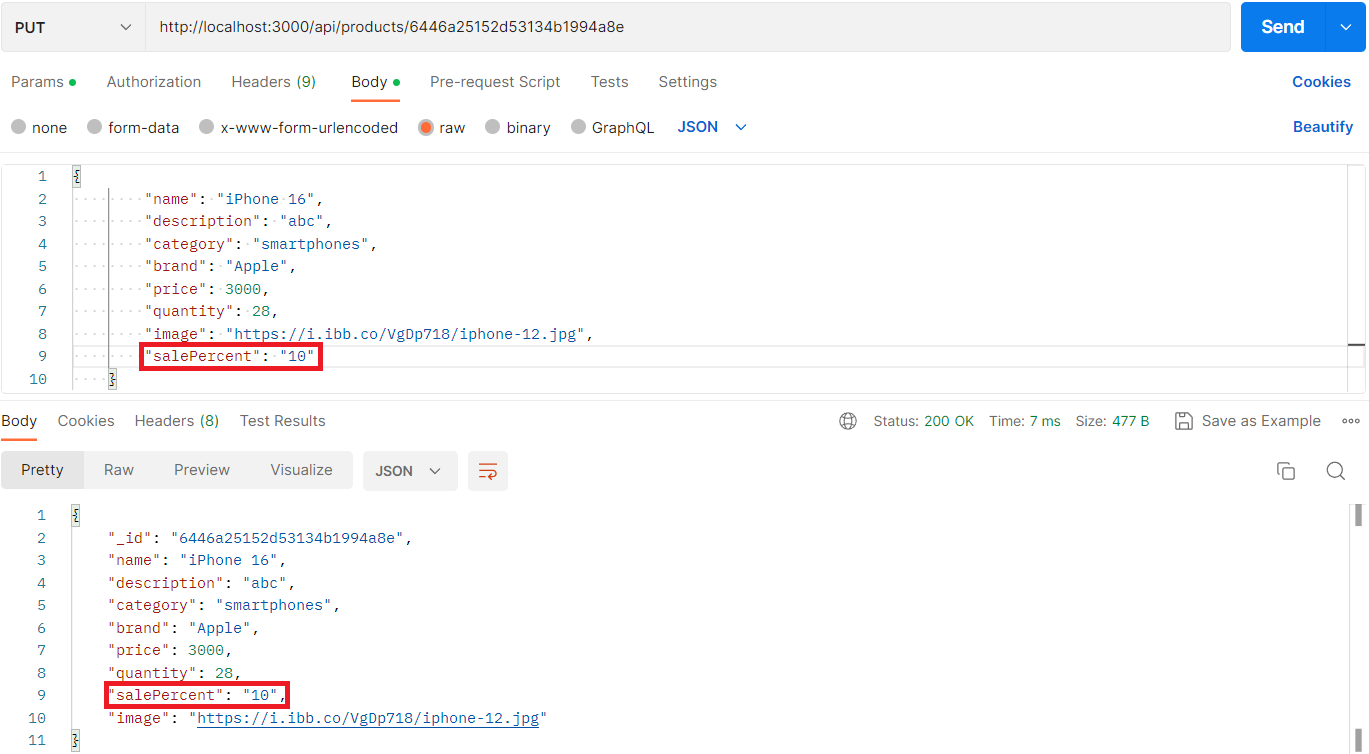 PUT http://localhost:3000/api/products/6446a25152d53134b1994a8e Send
Params Authorization Headers (9) Body Pre-request Script Tests Settings Cookies
none form-data x-www-form-urlencoded raw binary GraphQL JSON Beautify
1 {
2 "name": "iPhone 16",
3 "description": "abc",
4 "category": "smartphones",
5 "brand": "Apple",
6 "price": 3000,
7 "quantity": 28,
8 "image": "https://i.ibb.co/VgDp718/iphone-12.jpg",
9 "salePercent": "10"
10 }
Body Cookies Headers (8) Test Results Status: 200 OK Time: 7 ms Size: 477 B Save as Example
Pretty Raw Preview Visualize JSON
1 {
2 "_id": "6446a25152d53134b1994a8e",
3 "name": "iPhone 16",
4 "description": "abc",
5 "category": "smartphones",
6 "brand": "Apple",
7 "price": 3000,
8 "quantity": 28,
9 "salePercent": "10",
10 "image": "https://i.ibb.co/VgDp718/iphone-12.jpg"
11 }